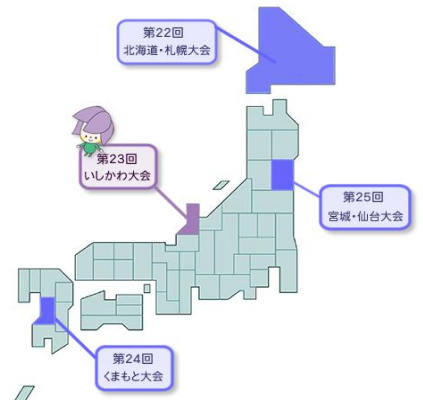 第22回
北海道・札幌大会
第23回
いしかわ大会
第25回
宮城・仙台大会
第24回
くまもと大会